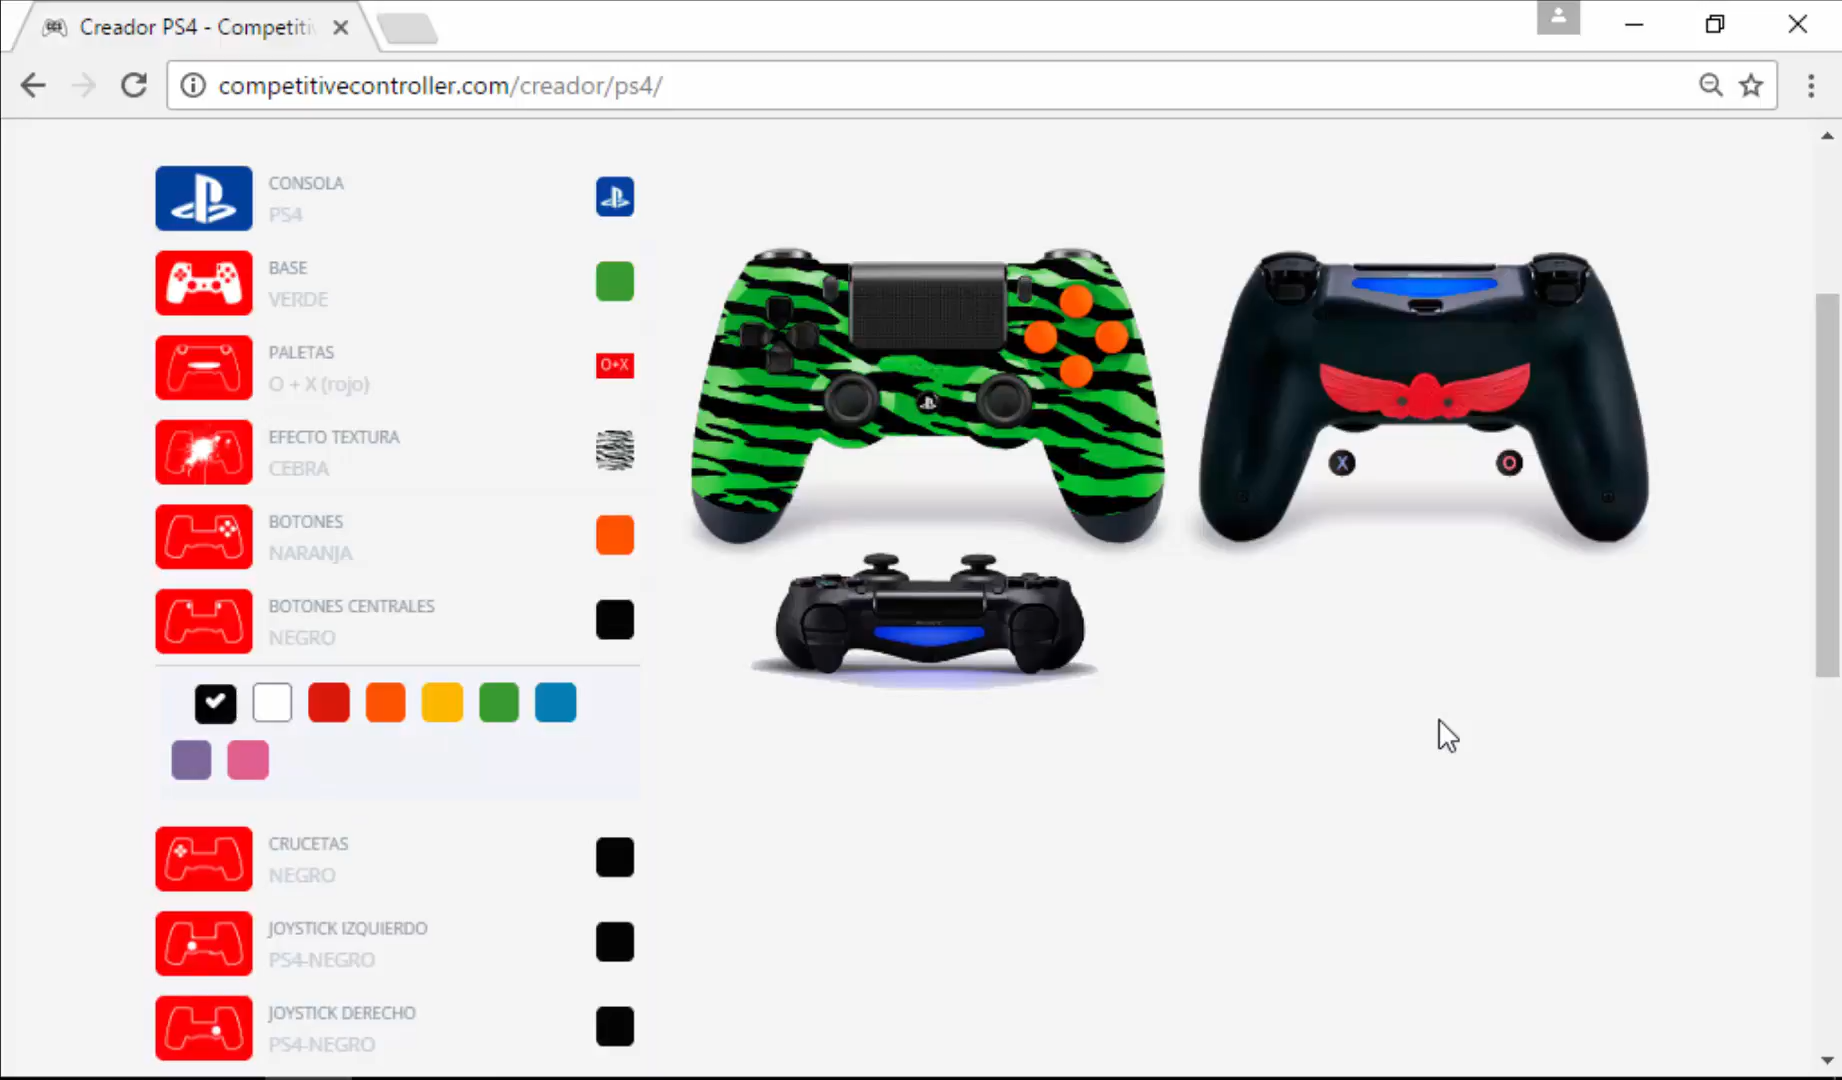 Creador PS4 - Competiti
competitivecontroller.com/creador/ps4/
CONSOLA
PS4
BASE
VERDE
PALETAS
O + X (rojo)
O+X
EFECTO TEXTURA
CEBRA
BOTONES
NARANJA
BOTONES CENTRALES
NEGRO
CRUCETAS
NEGRO
JOYSTICK IZQUIERDO
PS4-NEGRO
JOYSTICK DERECHO
PS4-NEGRO
X
O